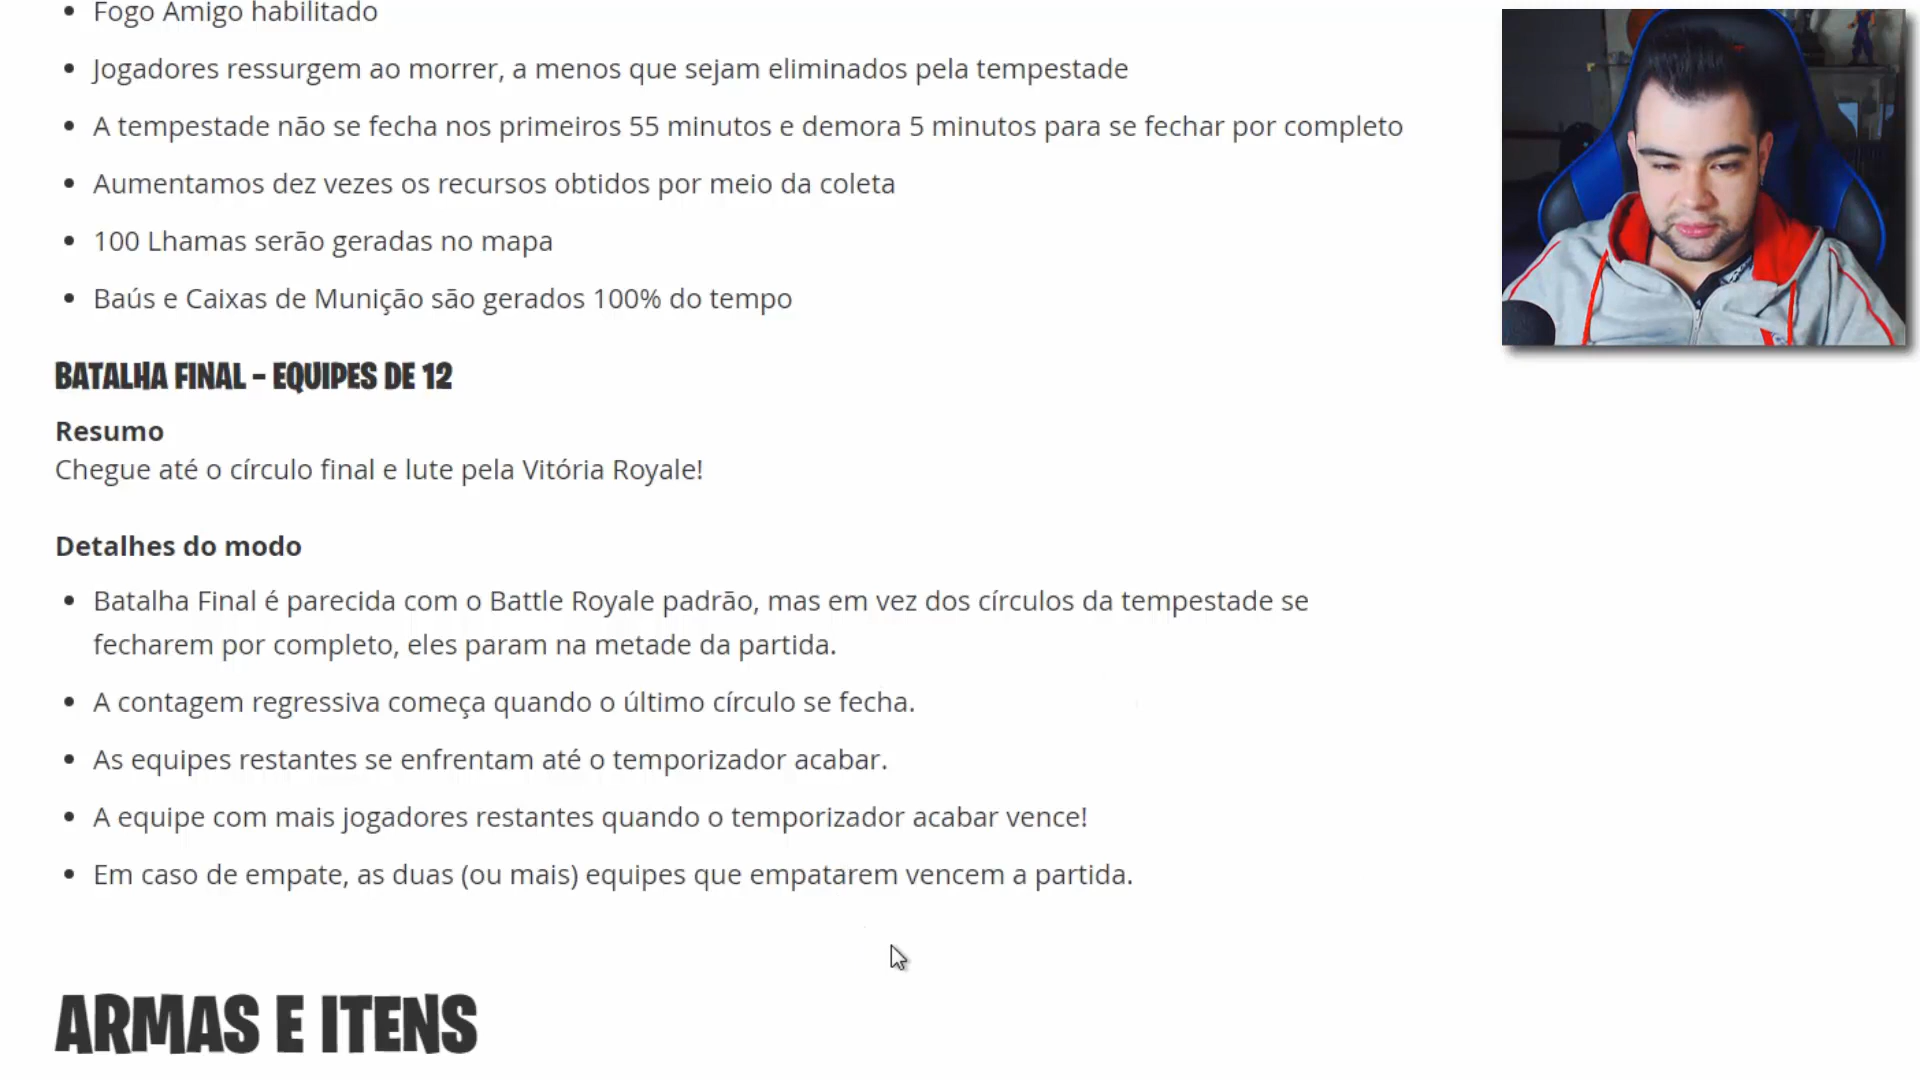 Fogo Amigo habilitado
Jogadores ressurgem ao morrer, a menos que sejam eliminados pela tempestade
A tempestade não se fecha nos primeiros 55 minutos e demora 5 minutos para se fechar por completo
Aumentamos dez vezes os recursos obtidos por meio da coleta
100 Lhamas serão geradas no mapa
Baús e Caixas de Munição são gerados 100% do tempo
BATALHA FINAL – EQUIPES DE 12
Resumo
Chegue até o círculo final e lute pela Vitória Royale!
Detalhes do modo
Batalha Final é parecida com o Battle Royale padrão, mas em vez dos círculos da tempestade se
fecharem por completo, eles param na metade da partida.
A contagem regressiva começa quando o último círculo se fecha.
As equipes restantes se enfrentam até o temporizador acabar.
A equipe com mais jogadores restantes quando o temporizador acabar vence!
Em caso de empate, as duas (ou mais) equipes que empatarem vencem a partida.
ARMAS E ITENS